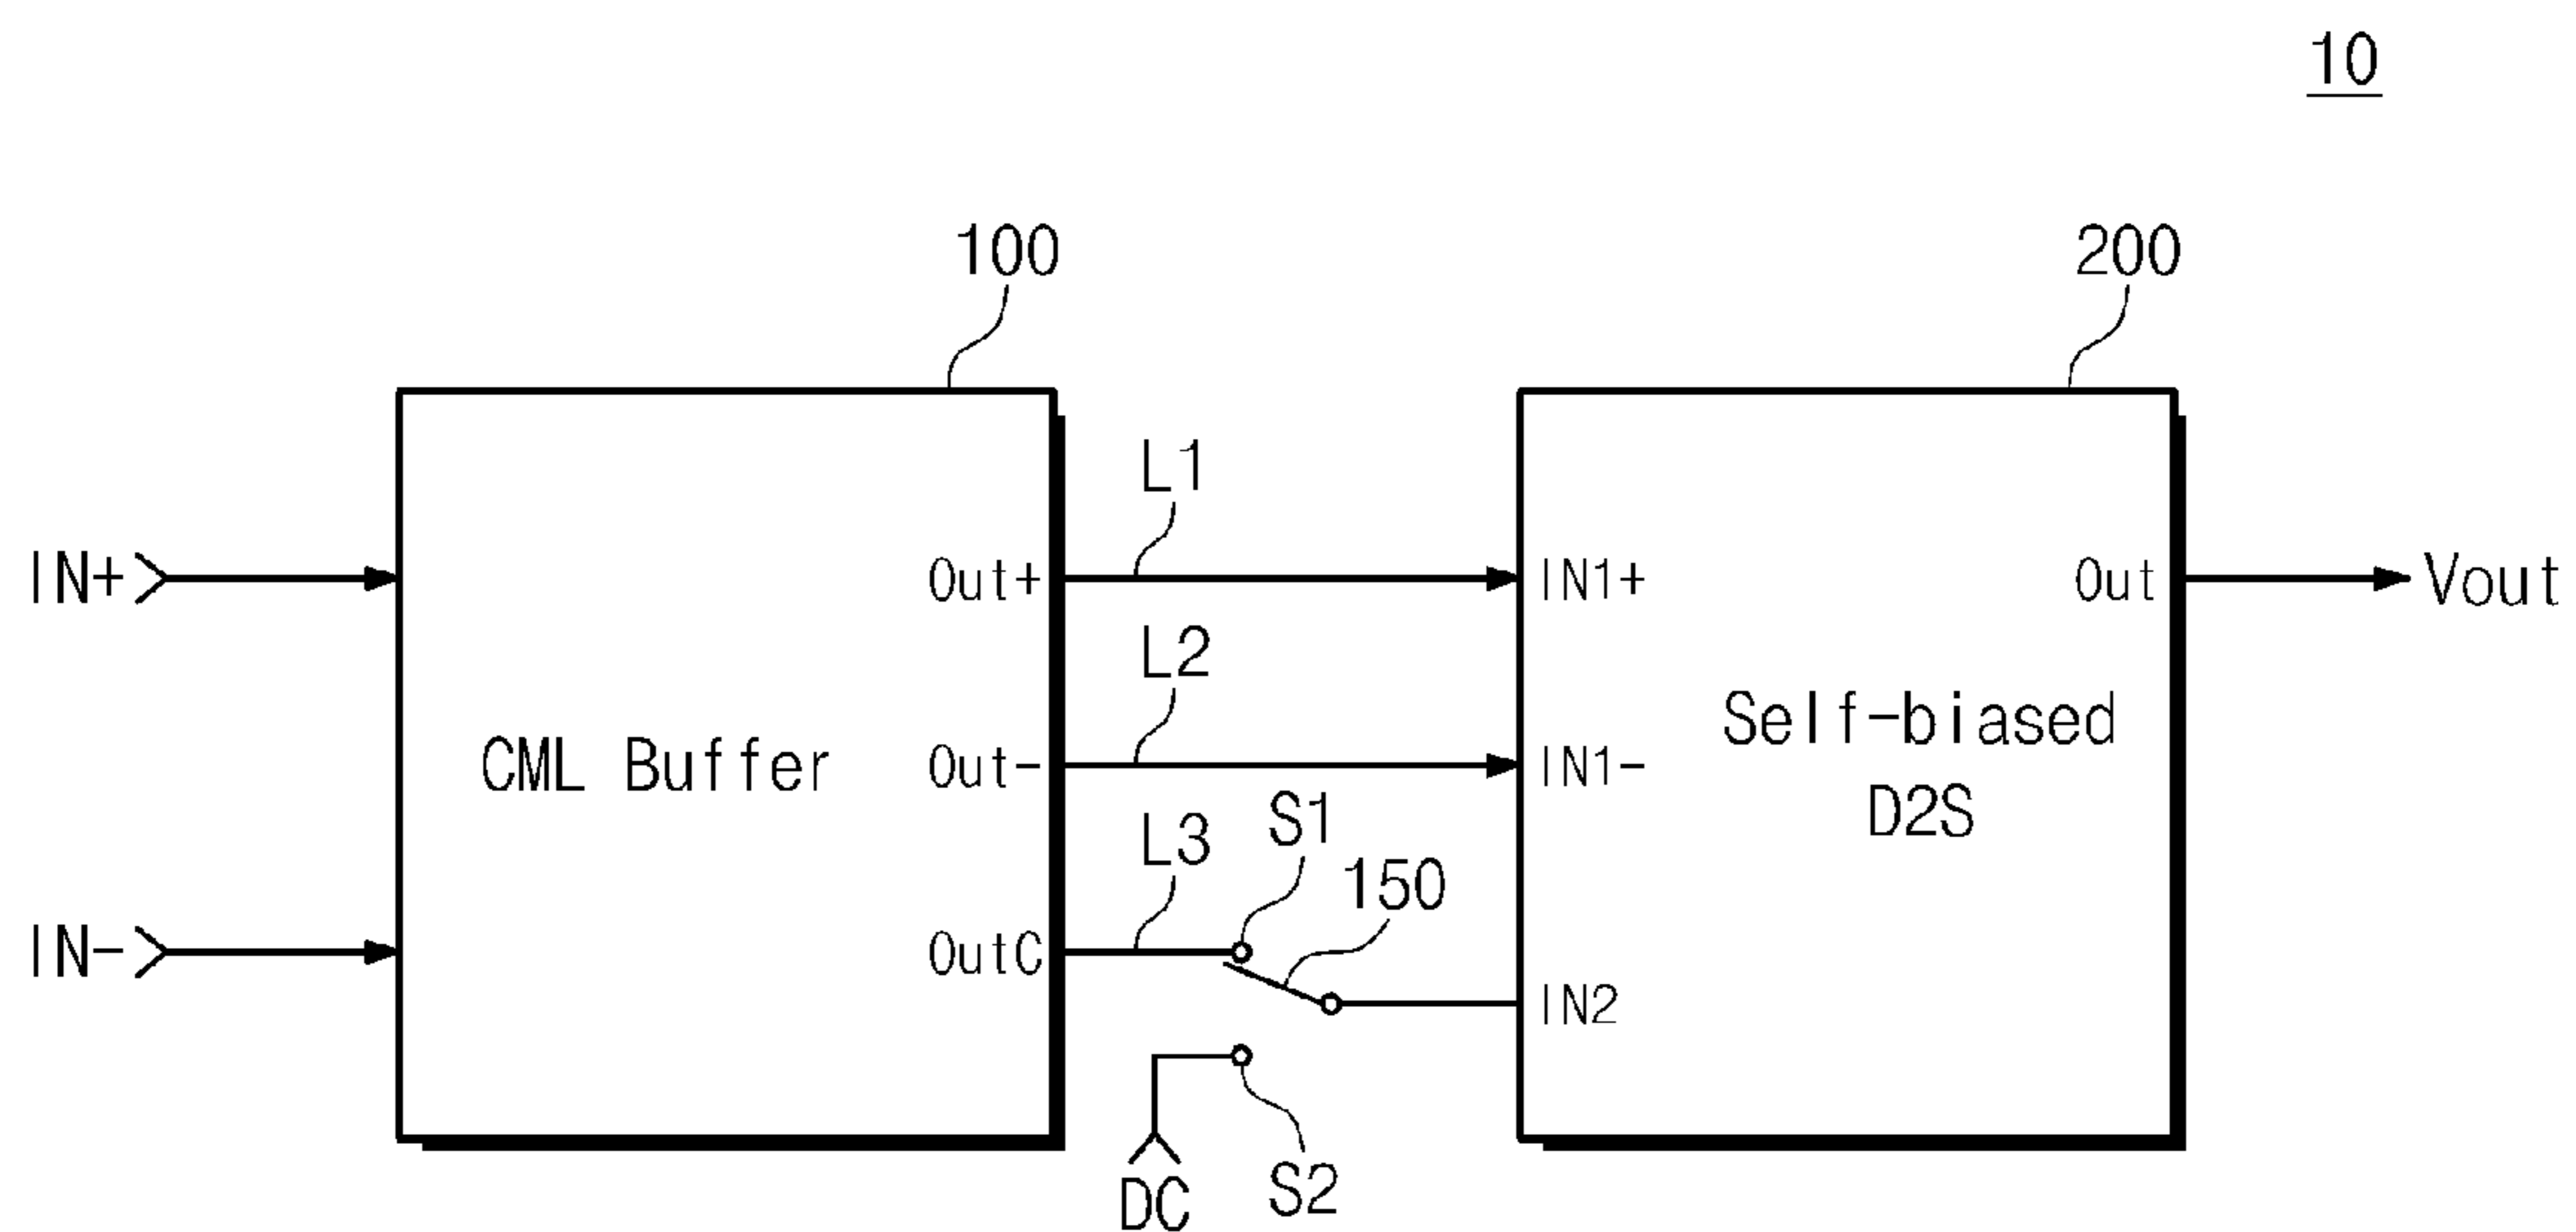 10
100
200
L1
IN+
Out+
IN1+
Out
Vout
L2
CML Buffer
Out-
IN1-
Self-biased
D2S
L3
S1
150
IN-
OutC
IN2
DC
S2